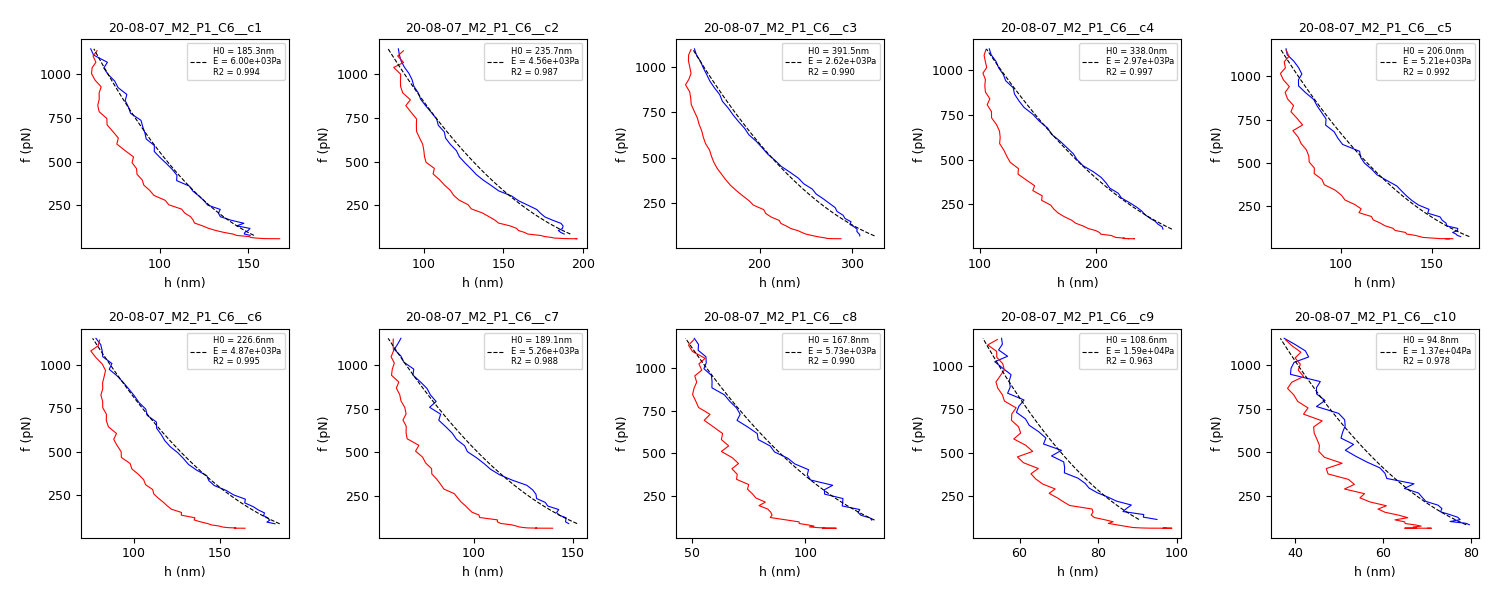 20-08-07_M2_P1_C6__c1
H0 = 185.3nm
E = 6.00e+03Pa
R2 = 0.994
f (pN)
1000
750
500
250
100 150
h (nm)
20-08-07_M2_P1_C6__c2
H0 = 235.7nm
E = 4.56e+03Pa
R2 = 0.987
f (pN)
1000
750
500
250
100 150 200
h (nm)
20-08-07_M2_P1_C6__c3
H0 = 391.5nm
E = 2.62e+03Pa
R2 = 0.990
f (pN)
1000
750
500
250
200 300
h (nm)
20-08-07_M2_P1_C6__c4
H0 = 338.0nm
E = 2.97e+03Pa
R2 = 0.997
f (pN)
1000
750
500
250
100 200
h (nm)
20-08-07_M2_P1_C6__c5
H0 = 206.0nm
E = 5.21e+03Pa
R2 = 0.992
f (pN)
1000
750
500
250
100 150
h (nm)
20-08-07_M2_P1_C6__c6
H0 = 226.6nm
E = 4.87e+03Pa
R2 = 0.995
f (pN)
1000
750
500
250
100 150
h (nm)
20-08-07_M2_P1_C6__c7
H0 = 189.1nm
E = 5.26e+03Pa
R2 = 0.988
f (pN)
1000
750
500
250
100 150
h (nm)
20-08-07_M2_P1_C6__c8
H0 = 167.8nm
E = 5.73e+03Pa
R2 = 0.990
f (pN)
1000
750
500
250
50 100
h (nm)
20-08-07_M2_P1_C6__c9
H0 = 108.6nm
E = 1.59e+04Pa
R2 = 0.963
f (pN)
1000
750
500
250
60 80 100
h (nm)
20-08-07_M2_P1_C6__c10
H0 = 94.8nm
E = 1.37e+04Pa
R2 = 0.978
f (pN)
1000
750
500
250
40 60 80
h (nm)